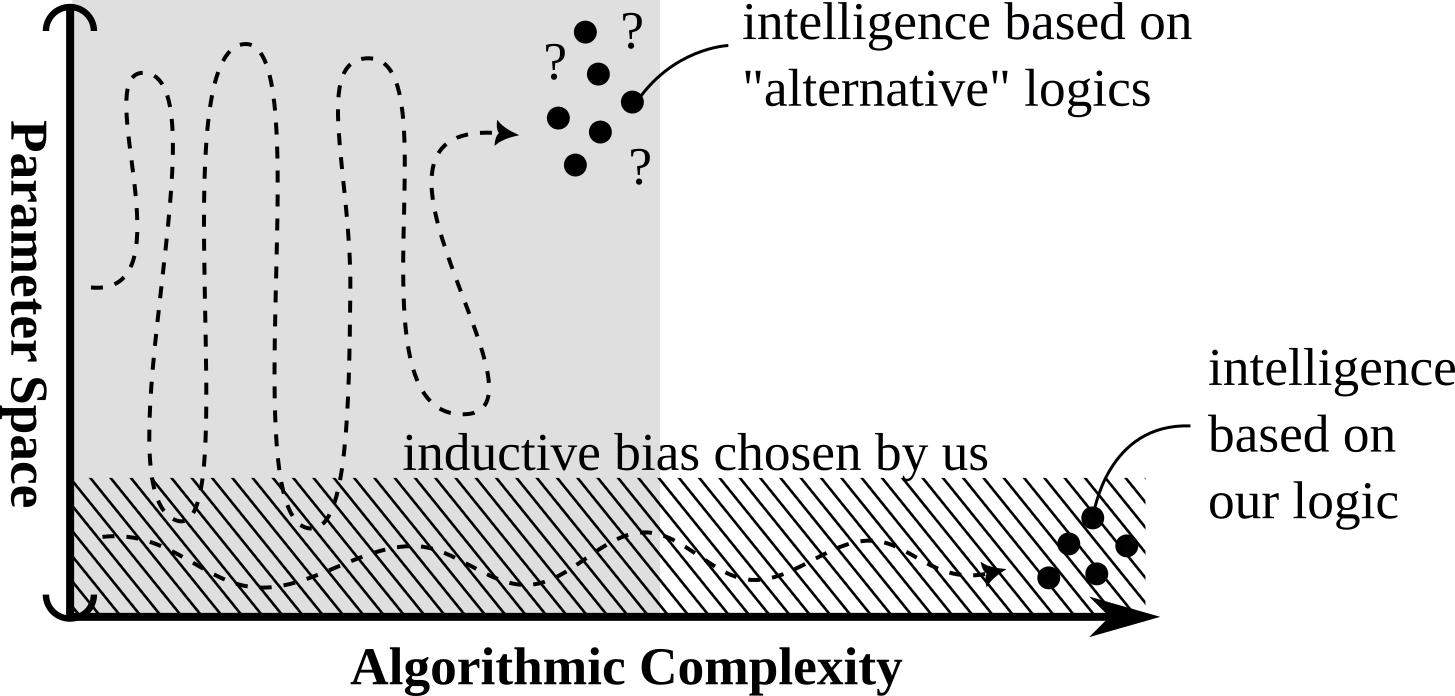 intelligence based on
"alternative" logics
?
?
?
Parameter Space
intelligence
based on
our logic
inductive bias chosen by us
Algorithmic Complexity